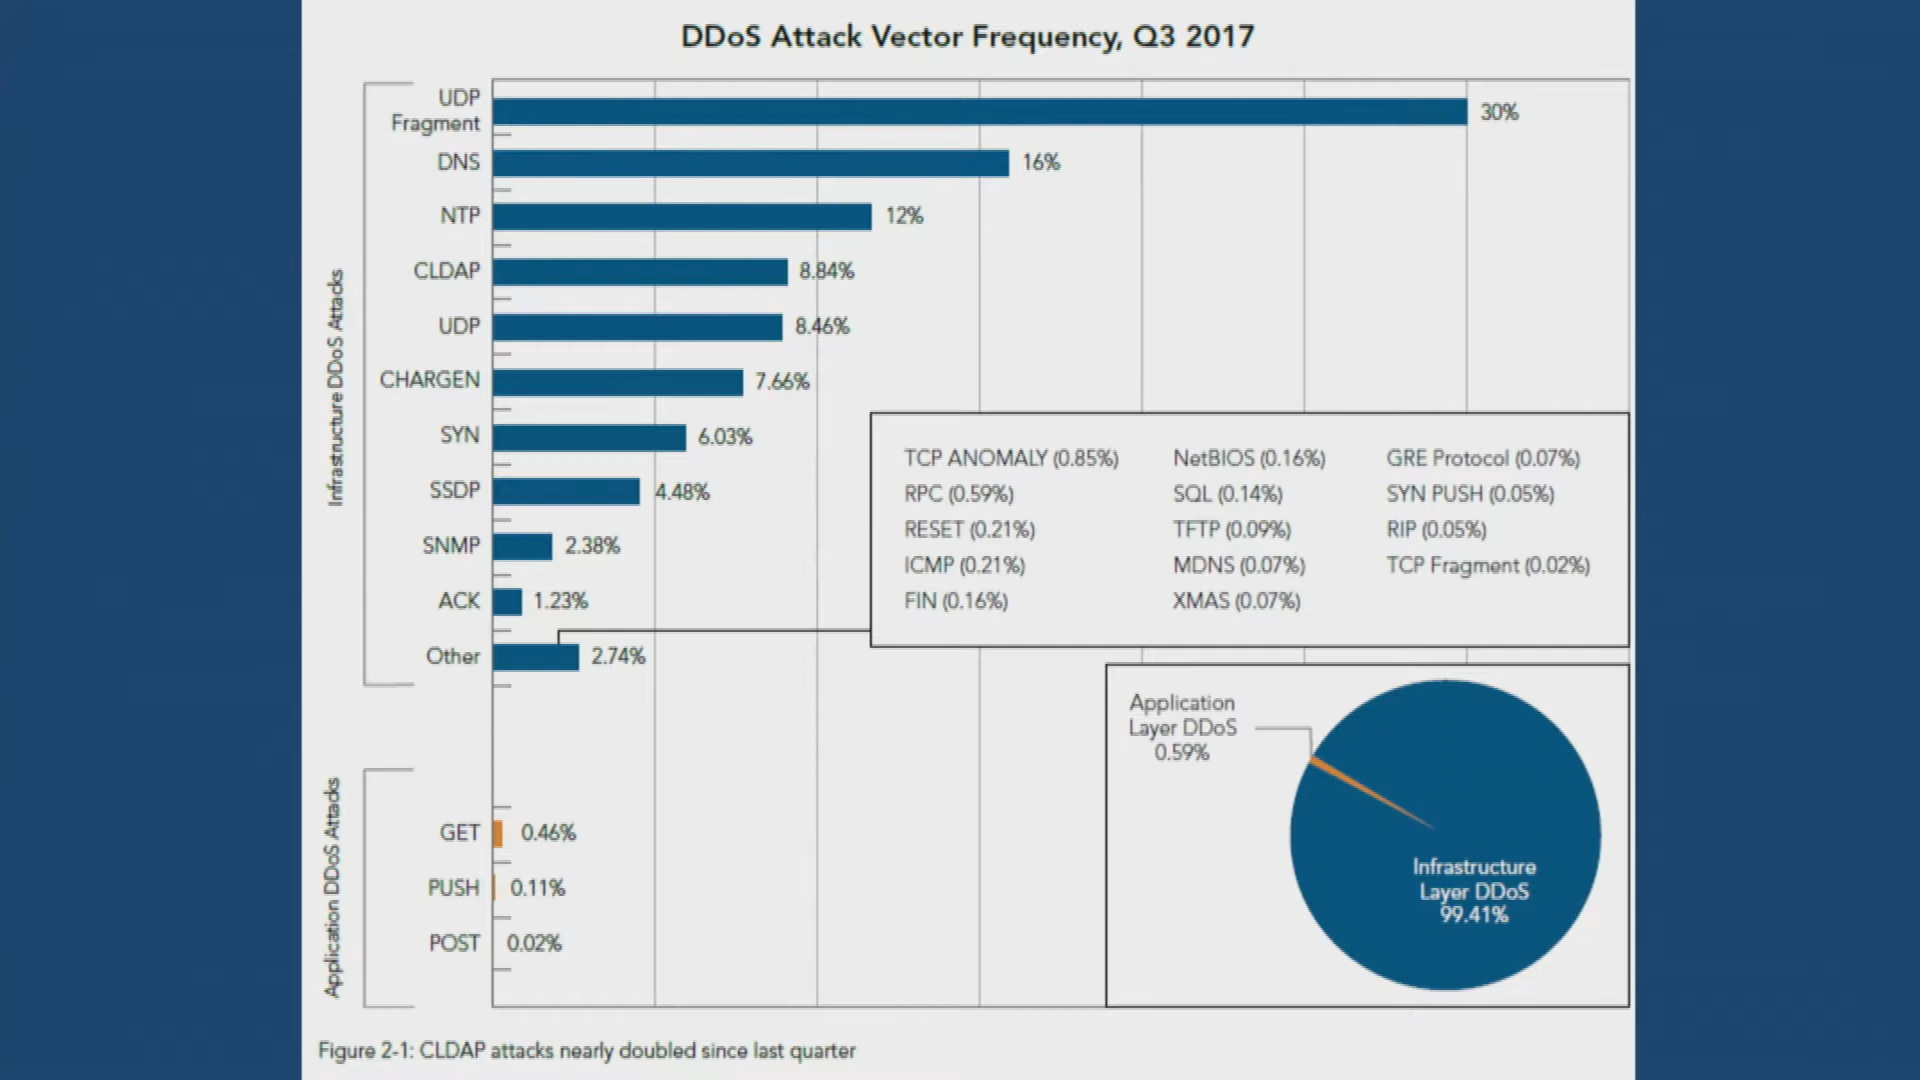 DDoS Attack Vector Frequency, Q3 2017
Infrastructure DDoS Attacks
UDP
Fragment
30%
DNS
16%
NTP
12%
CLDAP
8.84%
UDP
8.46%
CHARGEN
7.66%
SYN
6.03%
SSDP
4.48%
SNMP
2.38%
ACK
1.23%
Other
2.74%
TCP ANOMALY (0.85%)
RPC (0.59%)
RESET (0.21%)
ICMP (0.21%)
FIN (0.16%)
NetBIOS (0.16%)
SQL (0.14%)
TFTP (0.09%)
MDNS (0.07%)
XMAS (0.07%)
GRE Protocol (0.07%)
SYN PUSH (0.05%)
RIP (0.05%)
TCP Fragment (0.02%)
Application DDoS Attacks
GET
0.46%
PUSH
0.11%
POST
0.02%
Application
Layer DDoS
0.59%
Infrastructure
Layer DDoS
99.41%
Figure 2-1: CLDAP attacks nearly doubled since last quarter